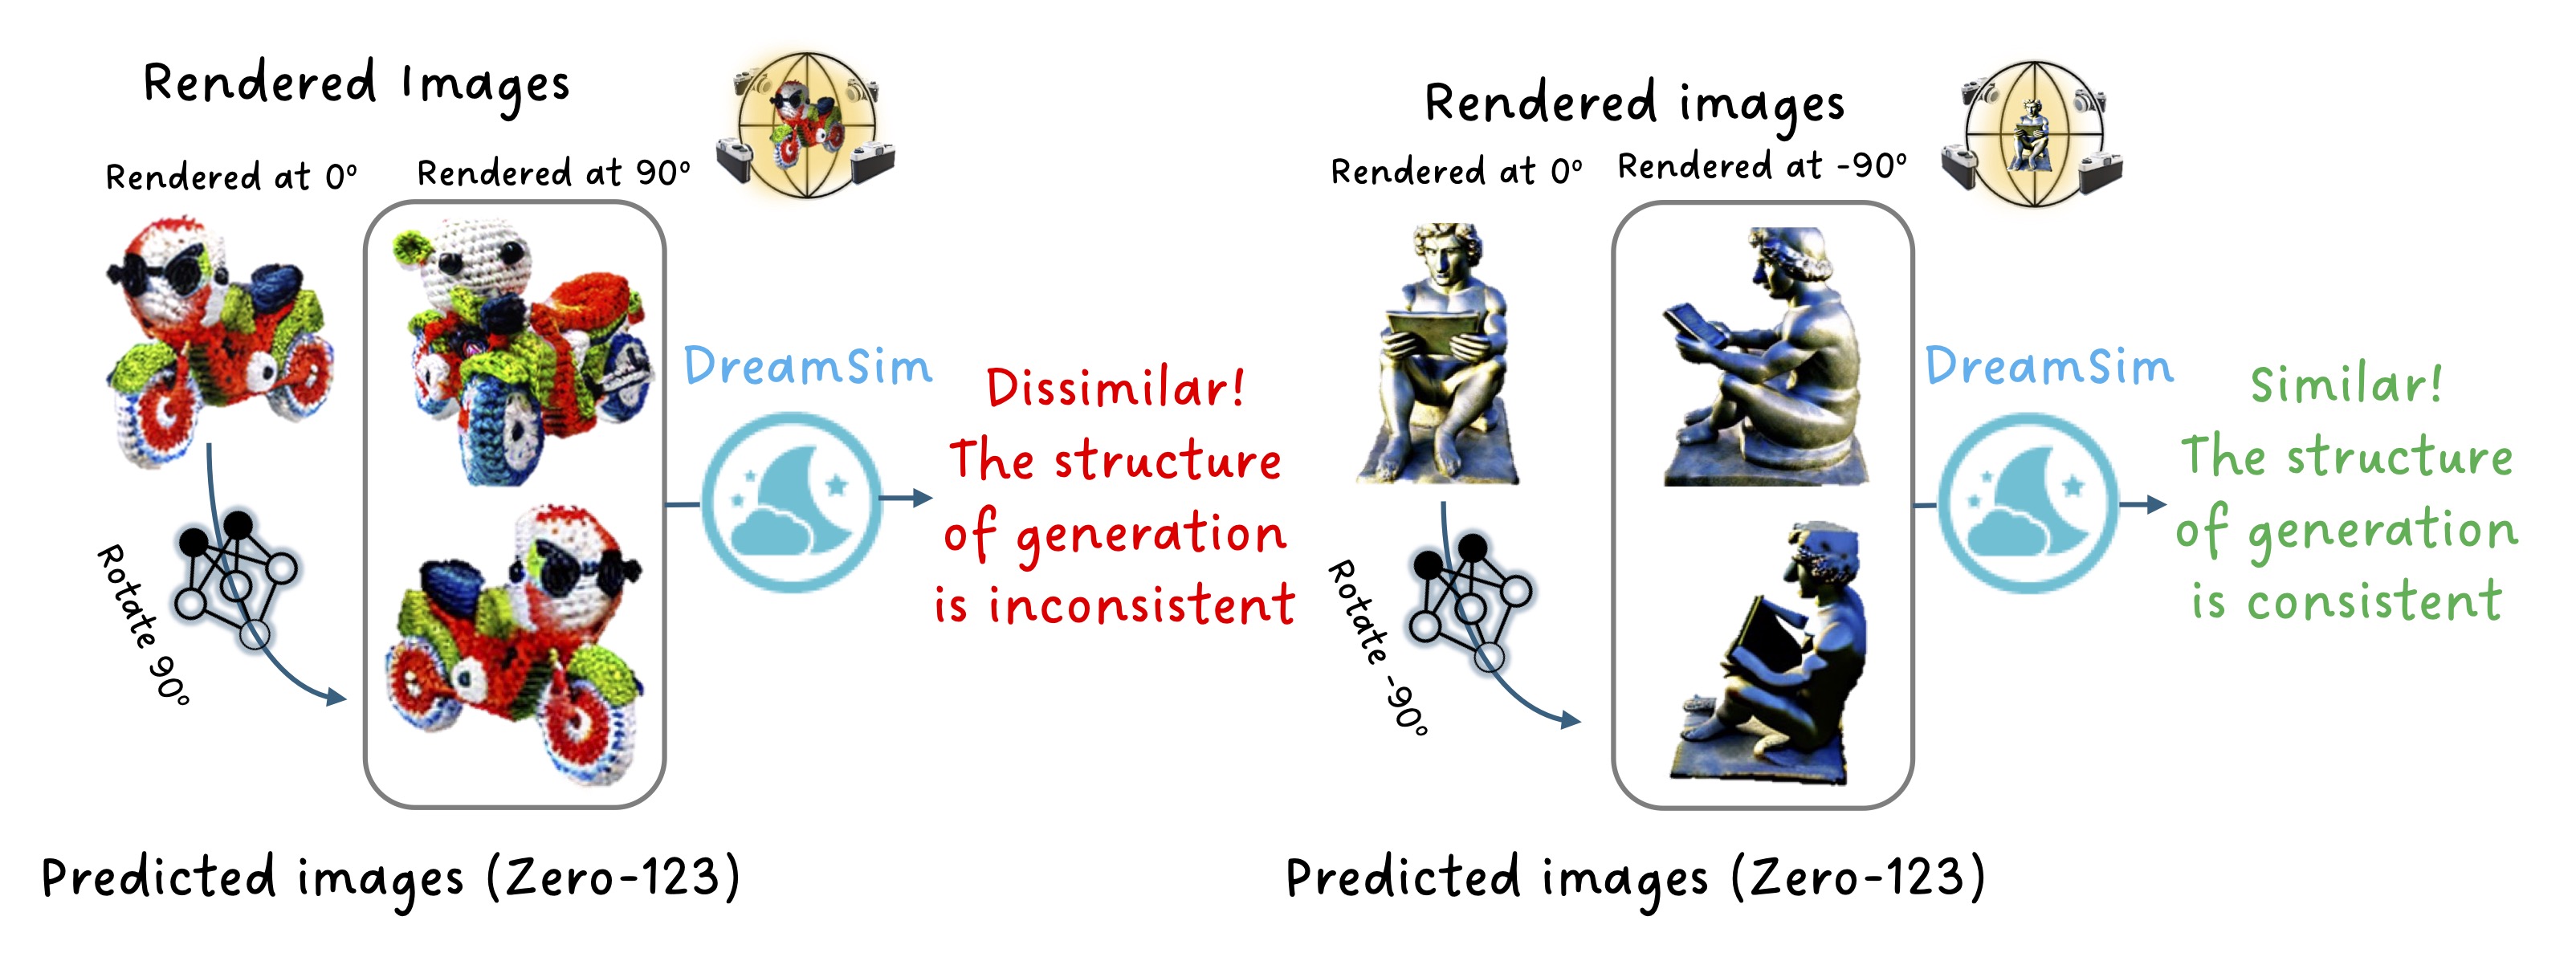 Rendered Images
Rendered at 0°
Rendered at 90°
DreamSim
Dissimilar!
The structure
of generation
is inconsistent
Rotate 90°
Predicted images (Zero-123)
Rendered images
Rendered at 0°
Rendered at -90°
DreamSim
Similar!
The structure
of generation
is consistent
Rotate -90°
Predicted images (Zero-123)